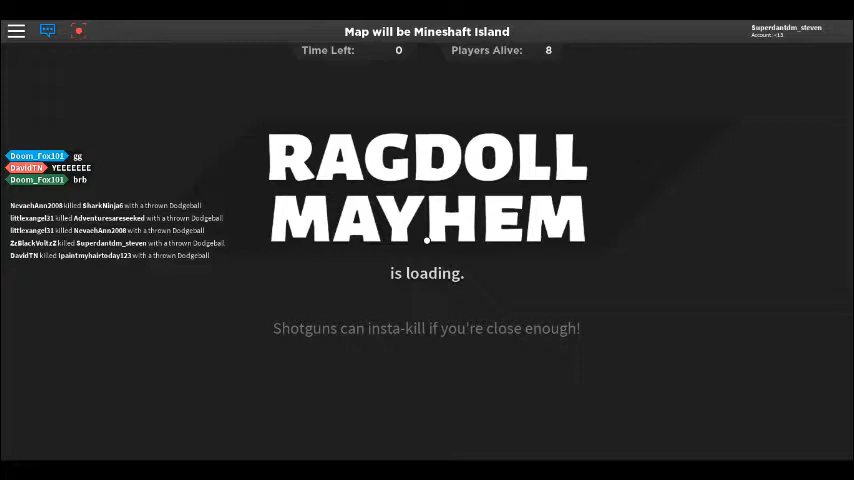 Map will be Mineshaft Island
Superdantdm_steven
Account: <13
Time Left: 0 Players Alive: 8
RAGDOLL
MAYHEM
is loading.
Shotguns can insta-kill if you're close enough!
Doom_Fox101 gg
DavidTN YEEEEEEE
Doom_Fox101 brb
NevaehAnn2008 killed SharkNinja6 with a thrown Dodgeball
littlexangel31 killed Adventuresareseeked with a thrown Dodgeball
littlexangel31 killed NevaehAnn2008 with a thrown Dodgeball
ZzBlackVoltzZ killed Superdantdm_steven with a thrown Dodgeball
DavidTN killed Ipaintmyhairtoday123 with a thrown Dodgeball